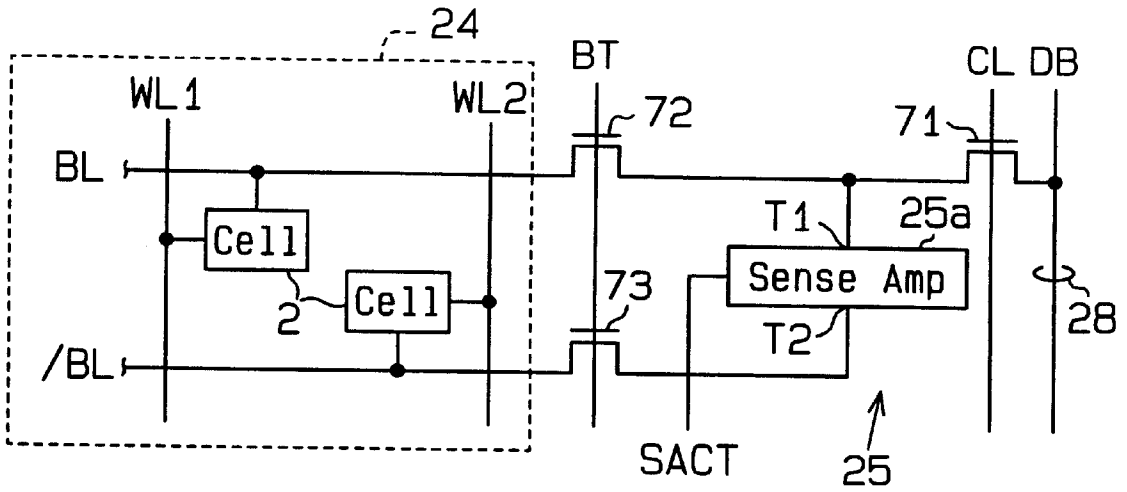 24
WL1
WL2
BT
CL
DB
72
71
BL
T1
25a
Cell
Sense Amp
2
Cell
73
T2
28
/BL
SACT
25